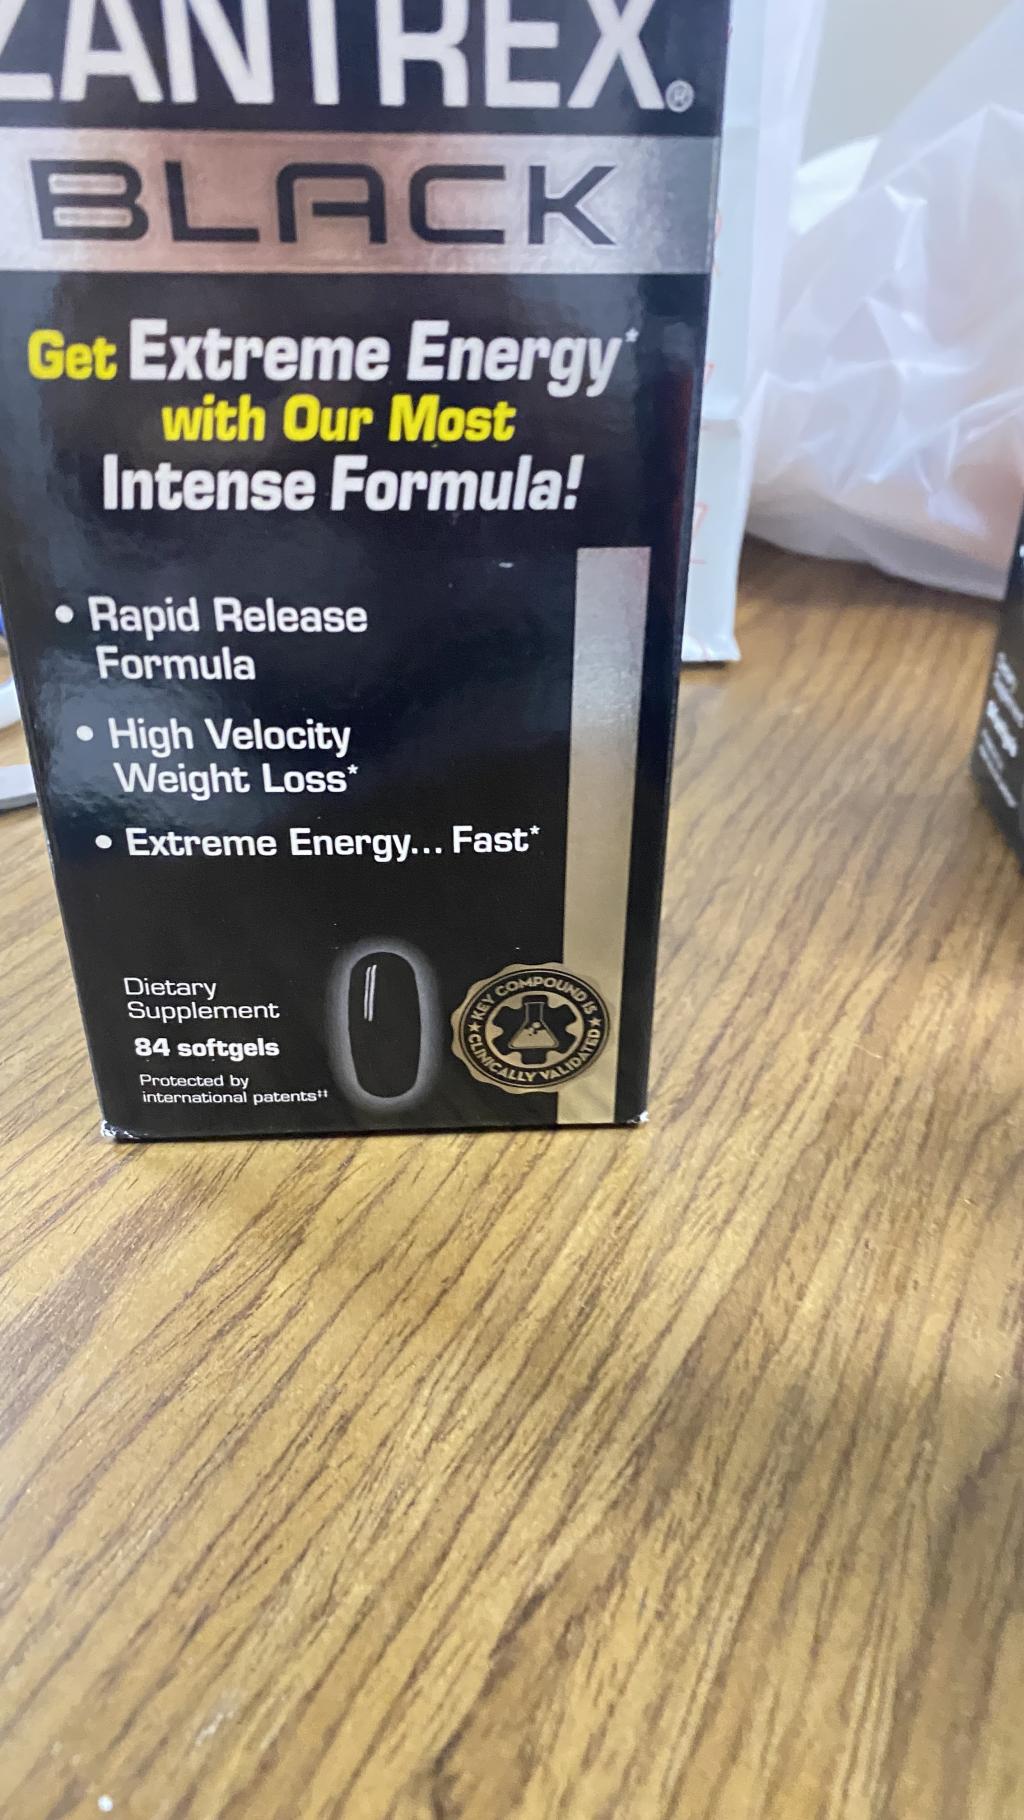 ZANTREX®
BLACK
Get Extreme Energy*
with Our Most
Intense Formula!
• Rapid Release
Formula
• High Velocity
Weight Loss*
• Extreme Energy... Fast*
Dietary
Supplement
84 softgels
Protected by
international patents‡‡
KEY COMPOUND IS
★ CLINICALLY VALIDATED ★